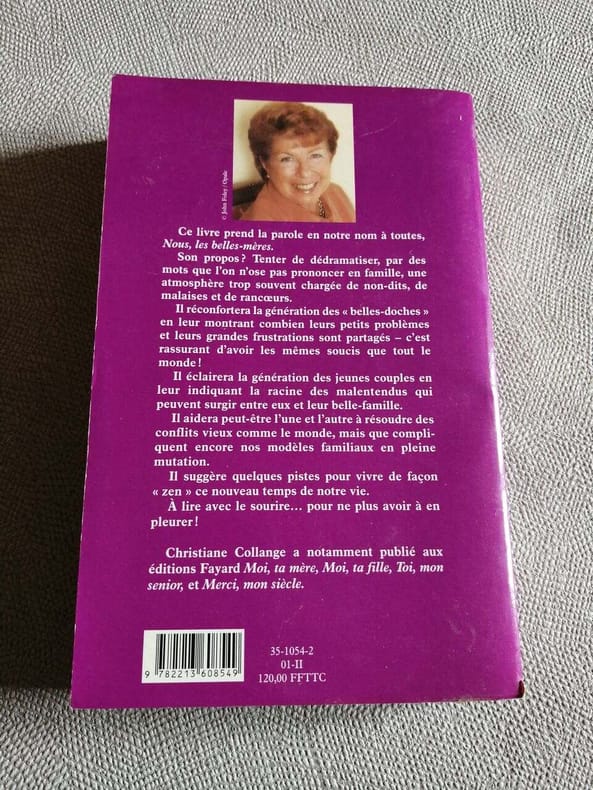 © John Foley / Opale
Ce livre prend la parole en notre nom à toutes,
Nous, les belles-mères.
Son propos ? Tenter de dédramatiser, par des
mots que l'on n'ose pas prononcer en famille, une
atmosphère trop souvent chargée de non-dits, de
malaises et de rancœurs.
Il réconfortera la génération des « belles-doches »
en leur montrant combien leurs petits problèmes
et leurs grandes frustrations sont partagés – c'est
rassurant d'avoir les mêmes soucis que tout le
monde !
Il éclairera la génération des jeunes couples en
leur indiquant la racine des malentendus qui
peuvent surgir entre eux et leur belle-famille.
Il aidera peut-être l'une et l'autre à résoudre des
conflits vieux comme le monde, mais que compli-
quent encore nos modèles familiaux en pleine
mutation.
Il suggère quelques pistes pour vivre de façon
« zen » ce nouveau temps de notre vie.
À lire avec le sourire... pour ne plus avoir à en
pleurer !
Christiane Collange a notamment publié aux
éditions Fayard Moi, ta mère, Moi, ta fille, Toi, mon
senior, et Merci, mon siècle.
35-1054-2
01-II
120,00 FFTTC
9 782213 608549